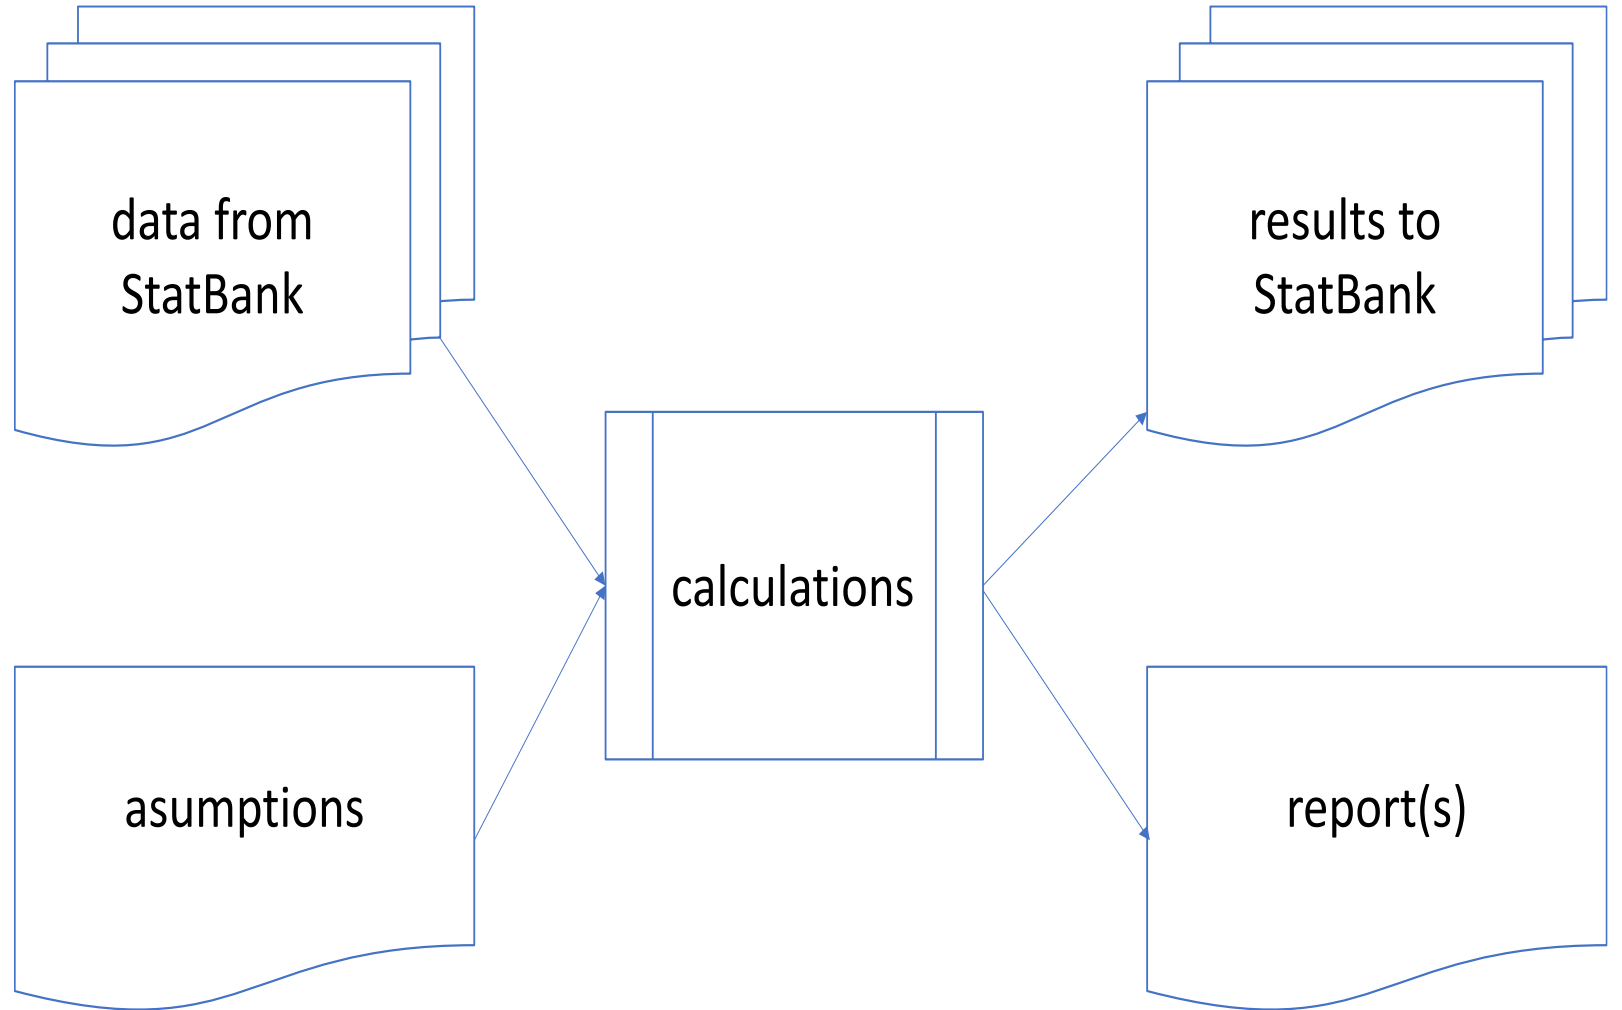 data from
StatBank
results to
StatBank
calculations
asumptions
report(s)